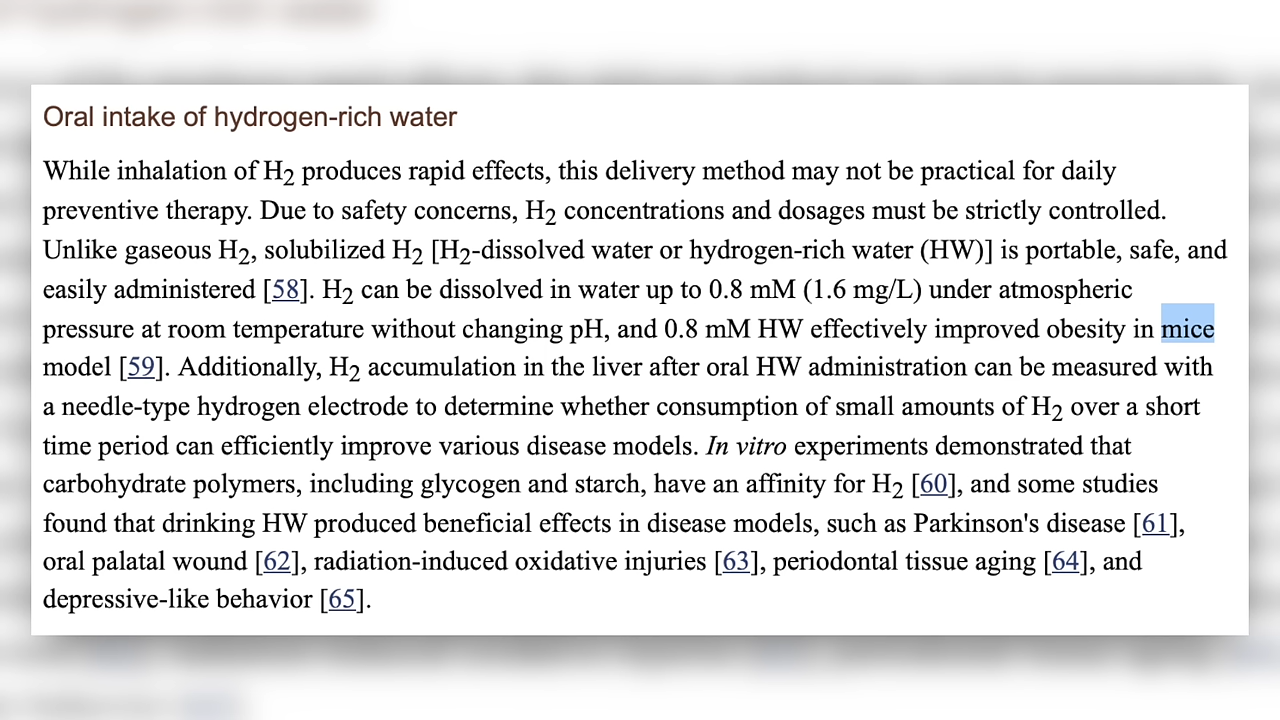 Oral intake of hydrogen-rich water
While inhalation of H2 produces rapid effects, this delivery method may not be practical for daily
preventive therapy. Due to safety concerns, H2 concentrations and dosages must be strictly controlled.
Unlike gaseous H2, solubilized H2 [H2-dissolved water or hydrogen-rich water (HW)] is portable, safe, and
easily administered [58]. H2 can be dissolved in water up to 0.8 mM (1.6 mg/L) under atmospheric
pressure at room temperature without changing pH, and 0.8 mM HW effectively improved obesity in mice
model [59]. Additionally, H2 accumulation in the liver after oral HW administration can be measured with
a needle-type hydrogen electrode to determine whether consumption of small amounts of H2 over a short
time period can efficiently improve various disease models. In vitro experiments demonstrated that
carbohydrate polymers, including glycogen and starch, have an affinity for H2 [60], and some studies
found that drinking HW produced beneficial effects in disease models, such as Parkinson's disease [61],
oral palatal wound [62], radiation-induced oxidative injuries [63], periodontal tissue aging [64], and
depressive-like behavior [65].